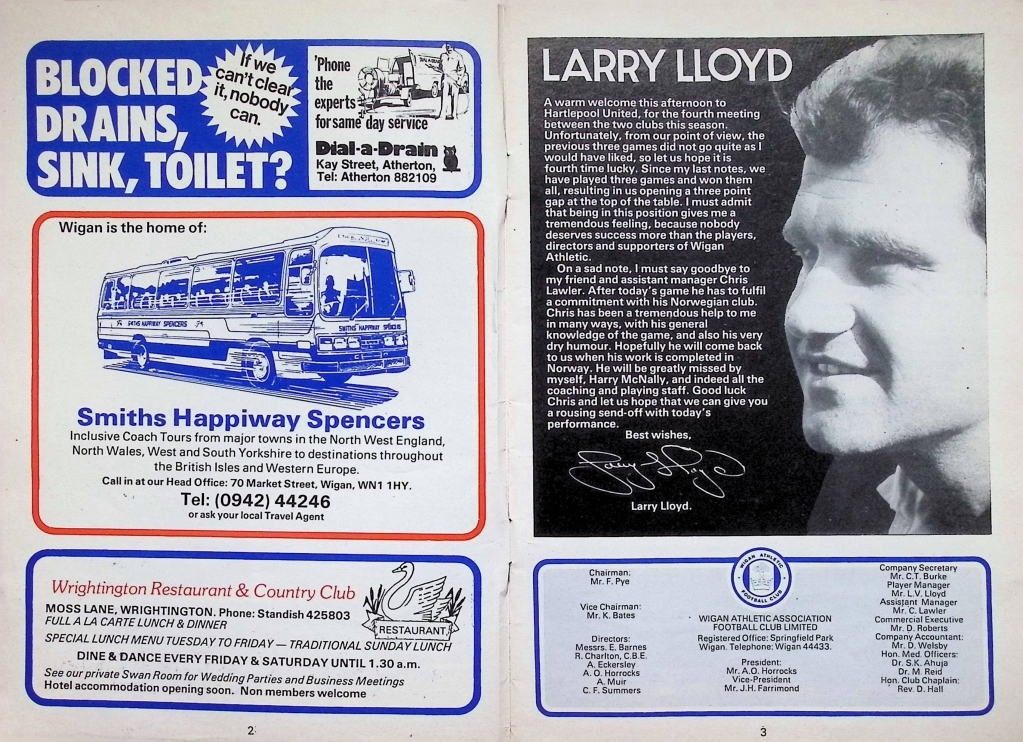 BLOCKED
DRAINS,
SINK, TOILET?
If we
can't clear
it, nobody
can.
'Phone
the
experts
for same day service
Dial-a-Drain
Kay Street, Atherton,
Tel: Atherton 882109
Wigan is the home of:
SMITHS HAPPIWAY SPENCERS
SMITHS HAPPIWAY SPENCERS
Smiths Happiway Spencers
Inclusive Coach Tours from major towns in the North West England,
North Wales, West and South Yorkshire to destinations throughout
the British Isles and Western Europe.
Call in at our Head Office: 70 Market Street, Wigan, WN1 1HY.
Tel: (0942) 44246
or ask your local Travel Agent
Wrightington Restaurant & Country Club
MOSS LANE, WRIGHTINGTON. Phone: Standish 425803
FULL A LA CARTE LUNCH & DINNER
RESTAURANT
SPECIAL LUNCH MENU TUESDAY TO FRIDAY — TRADITIONAL SUNDAY LUNCH
DINE & DANCE EVERY FRIDAY & SATURDAY UNTIL 1.30 a.m.
See our private Swan Room for Wedding Parties and Business Meetings
Hotel accommodation opening soon. Non members welcome
2
LARRY LLOYD
A warm welcome this afternoon to
Hartlepool United, for the fourth meeting
between the two clubs this season.
Unfortunately, from our point of view, the
previous three games did not go quite as I
would have liked, so let us hope it is
fourth time lucky. Since my last notes, we
have played three games and won them
all, resulting in us opening a three point
gap at the top of the table. I must admit
that being in this position gives me a
tremendous feeling, because nobody
deserves success more than the players,
directors and supporters of Wigan
Athletic.
On a sad note, I must say goodbye to
my friend and assistant manager Chris
Lawler. After today's game he has to fulfil
a commitment with his Norwegian club.
Chris has been a tremendous help to me
in many ways, with his general
knowledge of the game, and also his very
dry humour. Hopefully he will come back
to us when his work is completed in
Norway. He will be greatly missed by
myself, Harry McNally, and indeed all the
coaching and playing staff. Good luck
Chris and let us hope that we can give you
a rousing send-off with today's
performance.
Best wishes,
Larry Lloyd
Larry Lloyd.
Chairman:
Mr. F. Pye
Vice Chairman:
Mr. K. Bates
Directors:
Messrs. E. Barnes
R. Charlton, C.B.E.
A. Eckersley
A. O. Horrocks
A. Muir
C. F. Summers
WIGAN ATHLETIC
FOOTBALL CLUB
WIGAN ATHLETIC ASSOCIATION
FOOTBALL CLUB LIMITED
Registered Office: Springfield Park
Wigan. Telephone: Wigan 44433.
President:
Mr. A.O. Horrocks
Vice-President
Mr. J.H. Farrimond
Company Secretary
Mr. C.T. Burke
Player Manager
Mr. L.V. Lloyd
Assistant Manager
Mr. C. Lawler
Commercial Executive
Mr. D. Roberts
Company Accountant:
Mr. D. Welsby
Hon. Med. Officers:
Dr. S.K. Ahuja
Dr. M. Reid
Hon. Club Chaplain:
Rev. D. Hall
3